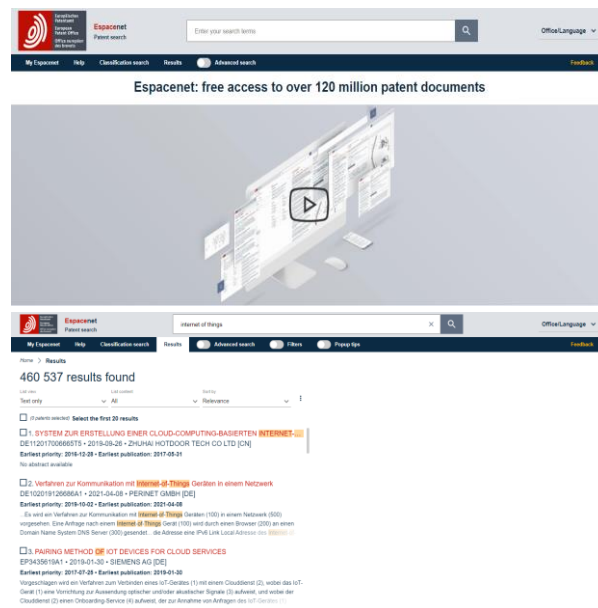 Europäisches
Patentamt
European
Patent Office
Office européen
des brevets
Espacenet
Patent search
Enter your search terms
Office/Language
My Espacenet Help Classification search Results Advanced search Feedback
Espacenet: free access to over 120 million patent documents
Espacenet
Patent search
internet of things
Office/Language
My Espacenet Help Classification search Results Advanced search Filters Popup tips Feedback
Home > Results
460 537 results found
List view List content Sort by
Text only All Relevance
(0 patents selected) Select the first 20 results
1. SYSTEM ZUR ERSTELLUNG EINER CLOUD-COMPUTING-BASIERTEN INTERNET-...
DE112017006665T5 • 2019-09-26 • ZHUHAI HOTDOOR TECH CO LTD [CN]
Earliest priority: 2016-12-28 • Earliest publication: 2017-05-31
No abstract available
2. Verfahren zur Kommunikation mit Internet-of-Things Geräten in einem Netzwerk
DE102019126686A1 • 2021-04-08 • PERINET GMBH [DE]
Earliest priority: 2019-10-02 • Earliest publication: 2021-04-08
...Es wird ein Verfahren zur Kommunikation mit Internet-of-Things Geräten (100) in einem Netzwerk (500)
vorgesehen. Eine Anfrage nach einem Internet-of-Things Gerät (100) wird durch einen Browser (200) an einen
Domain Name System DNS Server (300) gesendet... die Adresse eine IPv6 Link Local Adresse des Internet-of
3. PAIRING METHOD OF IOT DEVICES FOR CLOUD SERVICES
EP3435619A1 • 2019-01-30 • SIEMENS AG [DE]
Earliest priority: 2017-07-26 • Earliest publication: 2019-01-30
Vorgeschlagen wird ein Verfahren zum Verbinden eines IoT-Gerätes (1) mit einem Clouddienst (2), wobei das IoT-
Gerät (1) eine Vorrichtung zur Aussendung optischer und/oder akustischer Signale (3) aufweist, und wobei der
Clouddienst (2) einen Onboarding-Service (4) aufweist, der zur Annahme von Anfragen des IoT-Gerätes (1)